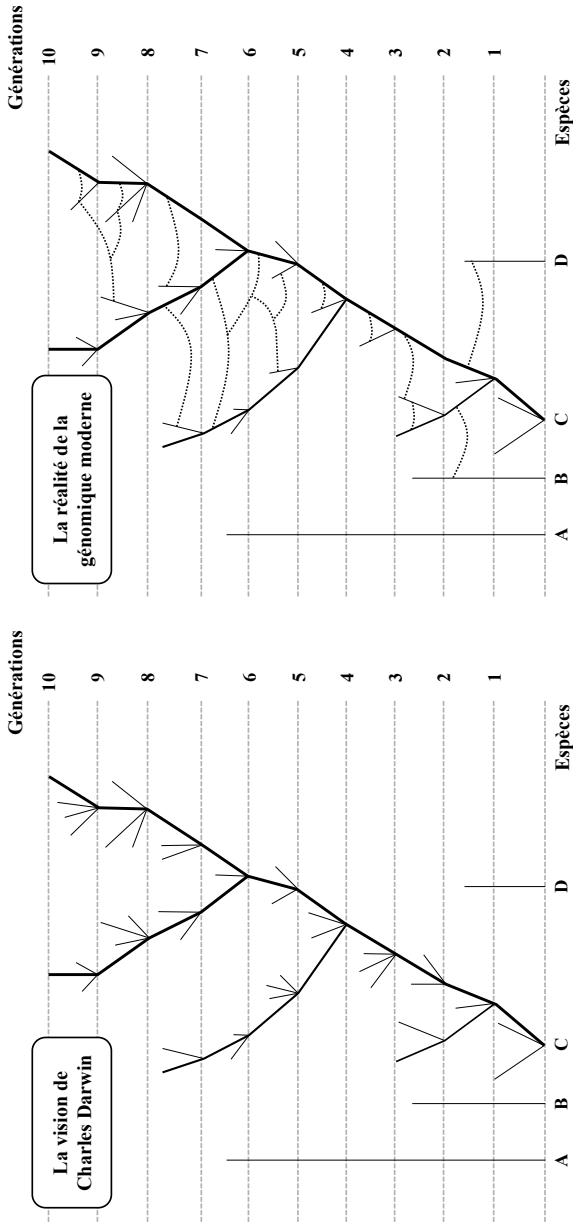 La vision de
Charles Darwin
Générations
10
9
8
7
6
5
4
3
2
1
A
B
C
D
Espèces
La réalité de la
génomique moderne
Générations
10
9
8
7
6
5
4
3
2
1
A
B
C
D
Espèces